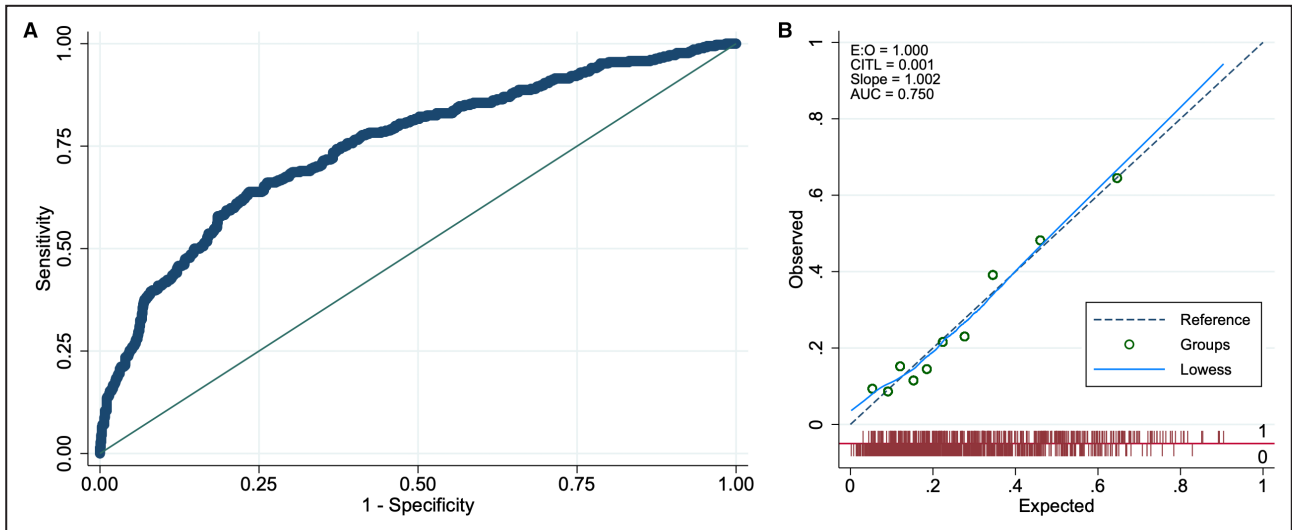 A
1.00
0.75
0.50
0.25
0.00
Sensitivity
0.00
0.25
0.50
0.75
1.00
1 - Specificity
B
E:O = 1.000
CITL = 0.001
Slope = 1.002
AUC = 0.750
1
.8
.6
.4
.2
0
Observed
Reference
Groups
Lowess
1
0
0
.2
.4
.6
.8
1
Expected